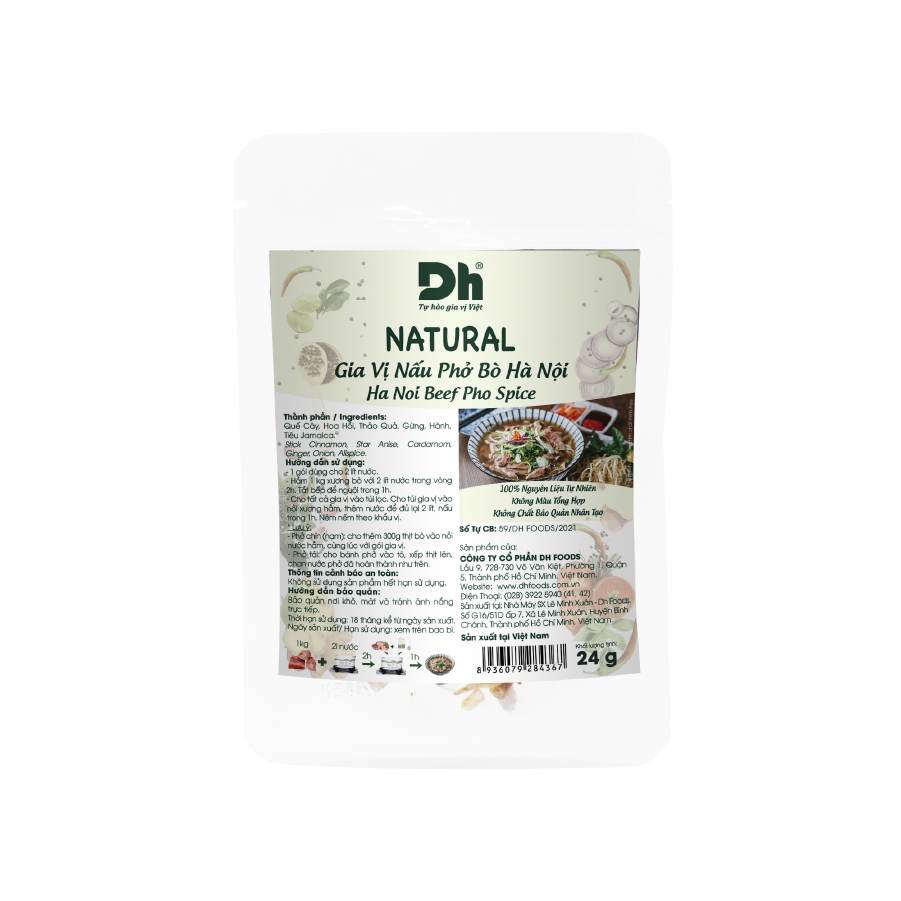 Dh®
Tự hào gia vị Việt
NATURAL
Gia Vị Nấu Phở Bò Hà Nội
Ha Noi Beef Pho Spice
Thành phần / Ingredients:
Quế Cây, Hoa Hồi, Thảo Quả, Gừng, Hành,
Tiêu Jamaica.
Stick Cinnamon, Star Anise, Cardamom,
Ginger, Onion, Allspice.
Hướng dẫn sử dụng:
- 1 gói dùng cho 2 lít nước.
- Hầm 1 kg xương bò với 2 lít nước trong vòng
2h. Tắt bếp để nguội trong 1h.
- Cho tất cả gia vị vào túi lọc. Cho túi gia vị vào
nồi xương hầm, thêm nước để đủ lại 2 lít, nấu
trong 1h. Nêm nếm theo khẩu vị.
* Lưu ý:
- Phở chín (nạm): cho thêm 300g thịt bò vào nồi
nước hầm, cùng lúc với gói gia vị.
- Phở tái: cho bánh phở vào tô, xếp thịt lên,
chan nước phở đã hoàn thành như trên.
Thông tin cảnh báo an toàn:
Không sử dụng sản phẩm hết hạn sử dụng.
Hướng dẫn bảo quản:
Bảo quản nơi khô, mát và tránh ánh nắng
trực tiếp.
Thời hạn sử dụng: 18 tháng kể từ ngày sản xuất.
Ngày sản xuất/ Hạn sử dụng: xem trên bao bì.
1kg
2l nước
2h
1h
100% Nguyên Liệu Tự Nhiên
Không Màu Tổng Hợp
Không Chất Bảo Quản Nhân Tạo
Số Tự CB: 59/DH FOODS/2021
Sản phẩm của:
CÔNG TY CỔ PHẦN DH FOODS
Lầu 9, 728-730 Võ Văn Kiệt, Phường 1, Quận
5, Thành phố Hồ Chí Minh, Việt Nam.
Website: www.dhfoods.com.vn
Điện Thoại: (028) 3922 5940 (41, 42)
Sản xuất tại: Nhà Máy SX Lê Minh Xuân - Dh Foods.
Số G16/51D ấp 7, Xã Lê Minh Xuân, Huyện Bình
Chánh, Thành phố Hồ Chí Minh, Việt Nam.
Sản xuất tại Việt Nam
8 936079 284367
Khối lượng tịnh:
24 g